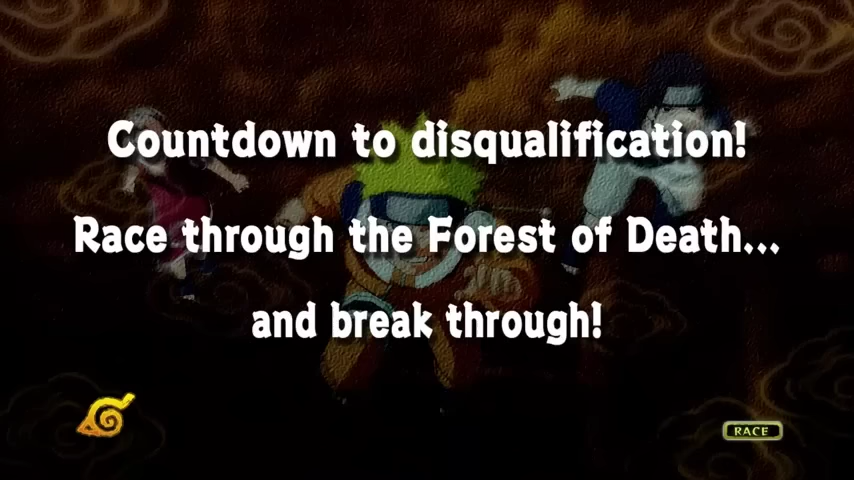 Countdown to disqualification!
Race through the Forest of Death...
and break through!
RACE